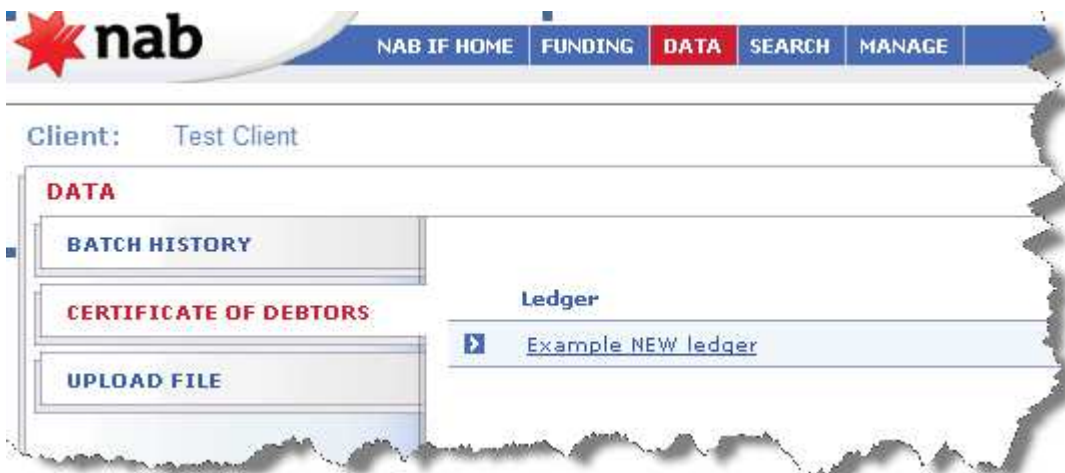 nab
NAB IF HOME FUNDING DATA SEARCH MANAGE
Client: Test Client
DATA
BATCH HISTORY
Ledger
CERTIFICATE OF DEBTORS
Example NEW ledger
UPLOAD FILE